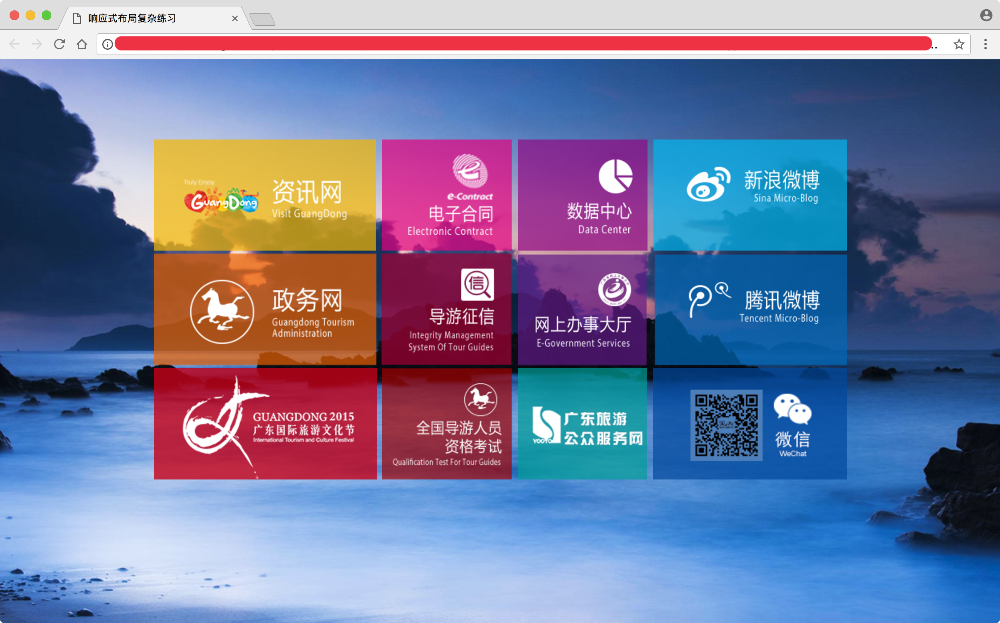 响应式布局复杂练习
Truly Enjoy
GuangDong
资讯网
Visit GuangDong
e-Contract
电子合同
Electronic Contract
数据中心
Data Center
新浪微博
Sina Micro-Blog
政务网
Guangdong Tourism
Administration
信
导游征信
Integrity Management
System Of Tour Guides
网上办事大厅
E-Government Services
腾讯微博
Tencent Micro-Blog
GUANGDONG 2015
广东国际旅游文化节
International Tourism and Culture Festival
全国导游人员
资格考试
Qualification Test For Tour Guides
YOOYO
广东旅游
公众服务网
微信
WeChat